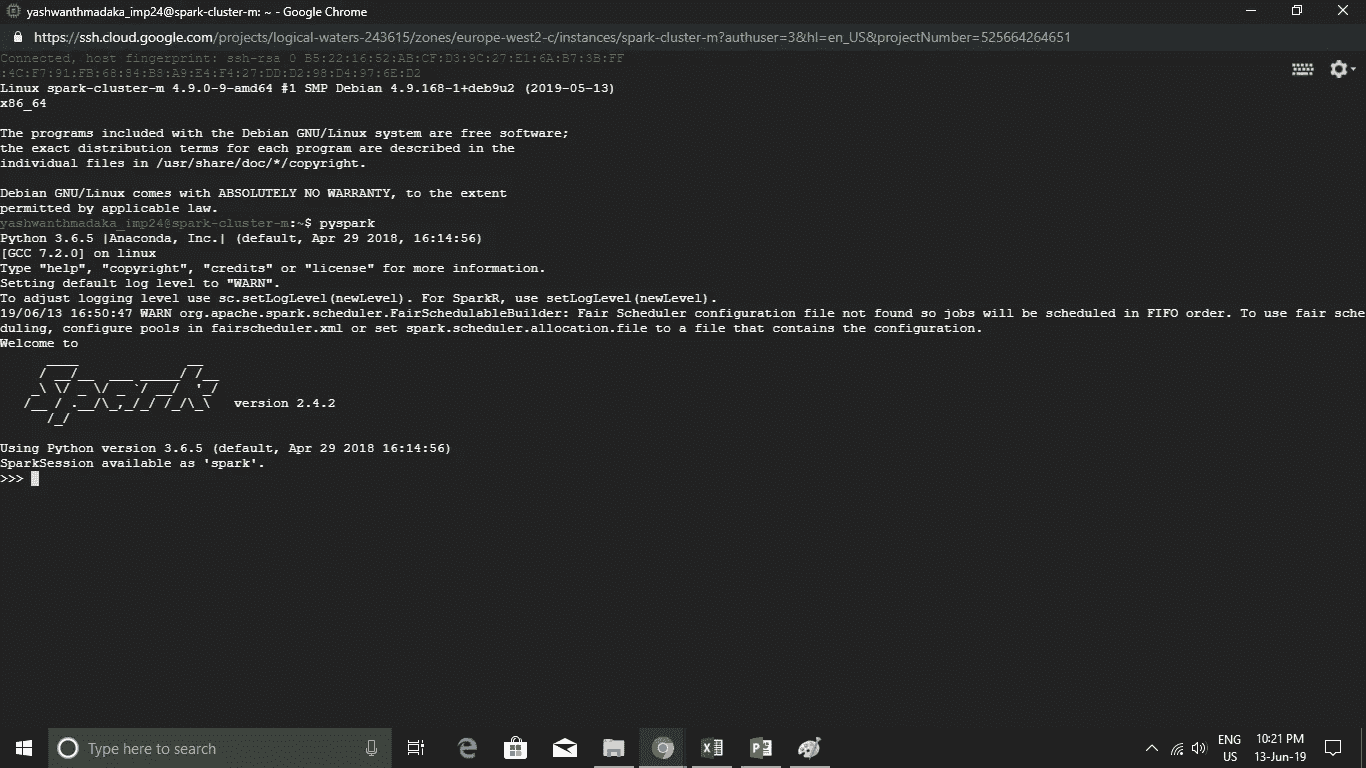 yashwanthmadaka_imp24@spark-cluster-m: ~ - Google Chrome
https://ssh.cloud.google.com/projects/logical-waters-243615/zones/europe-west2-c/instances/spark-cluster-m?authuser=3&hl=en_US&projectNumber=525664264651
Connected, host fingerprint: ssh-rsa 0 B5:22:16:52:AB:CF:D3:9C:27:E1:6A:B7:3B:FF
:4C:F7:91:FB:68:84:B8:A9:E4:F4:27:DD:D2:98:D4:97:6E:D2
Linux spark-cluster-m 4.9.0-9-amd64 #1 SMP Debian 4.9.168-1+deb9u2 (2019-05-13)
x86_64
The programs included with the Debian GNU/Linux system are free software;
the exact distribution terms for each program are described in the
individual files in /usr/share/doc/*/copyright.
Debian GNU/Linux comes with ABSOLUTELY NO WARRANTY, to the extent
permitted by applicable law.
yashwanthmadaka_imp24@spark-cluster-m:~$ pyspark
Python 3.6.5 |Anaconda, Inc.| (default, Apr 29 2018, 16:14:56)
[GCC 7.2.0] on linux
Type "help", "copyright", "credits" or "license" for more information.
Setting default log level to "WARN".
To adjust logging level use sc.setLogLevel(newLevel). For SparkR, use setLogLevel(newLevel).
19/06/13 16:50:47 WARN org.apache.spark.scheduler.FairSchedulableBuilder: Fair Scheduler configuration file not found so jobs will be scheduled in FIFO order. To use fair sche
duling, configure pools in fairscheduler.xml or set spark.scheduler.allocation.file to a file that contains the configuration.
Welcome to
Spark version 2.4.2
Using Python version 3.6.5 (default, Apr 29 2018 16:14:56)
SparkSession available as 'spark'.
>>>
Type here to search
ENG
US
10:21 PM
13-Jun-19